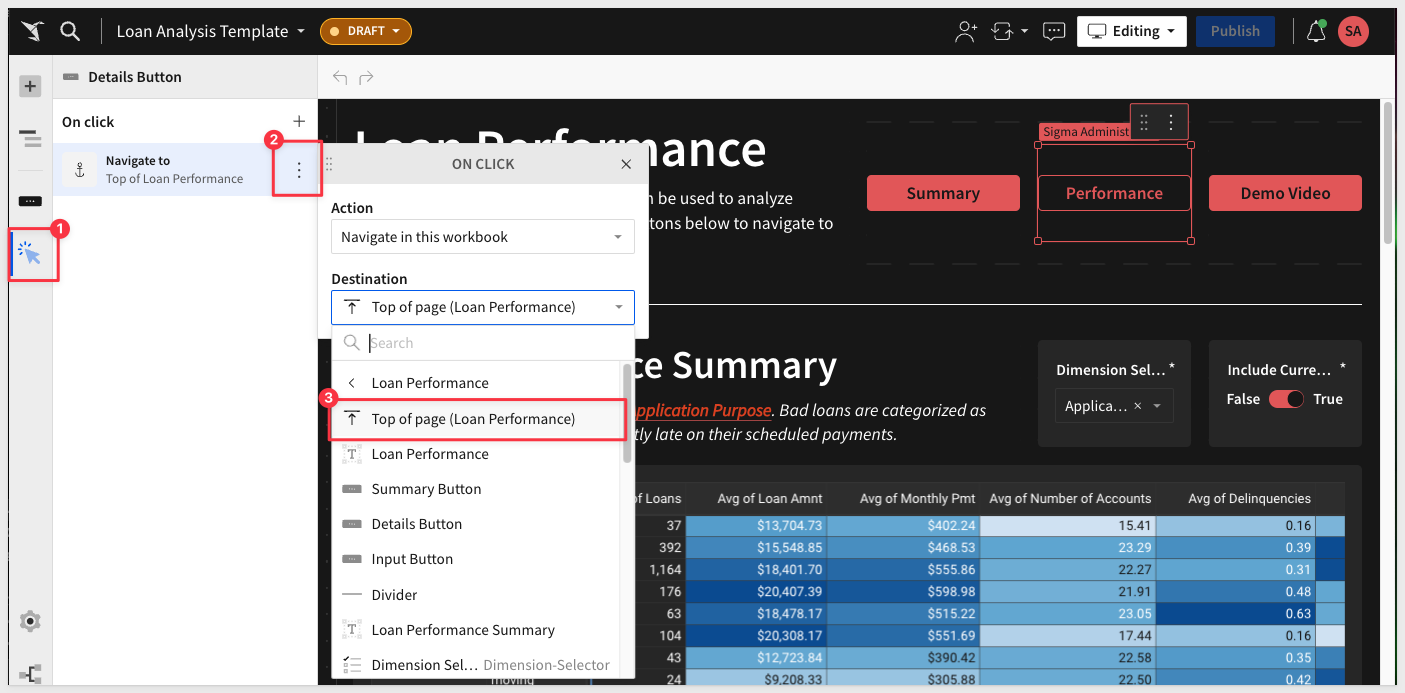 Loan Analysis Template
DRAFT
Editing
Publish
SA
Details Button
On click
2
Navigate to
Top of Loan Performance
1
ON CLICK
Action
Navigate in this workbook
Destination
Top of page (Loan Performance)
Search
Loan Performance
3
Top of page (Loan Performance)
Loan Performance
Summary Button
Details Button
Input Button
Divider
Loan Performance Summary
Dimension Sel… Dimension-Selector
Loan Performance
Sigma Administ
n be used to analyze
tons below to navigate to
Summary
Performance
Demo Video
ce Summary
pplication Purpose. Bad loans are categorized as
tly late on their scheduled payments.
Dimension Sel… *
Applica…
Include Curre… *
False True
of Loans Avg of Loan Amnt Avg of Monthly Pmt Avg of Number of Accounts Avg of Delinquencies
37 $13,704.73 $402.24 15.41 0.16
392 $15,548.85 $468.53 23.29 0.39
1,164 $18,401.70 $555.86 22.27 0.31
176 $20,407.39 $598.98 21.91 0.48
63 $18,478.17 $515.22 23.05 0.63
104 $20,308.17 $551.69 17.44 0.16
43 $12,723.84 $390.42 22.58 0.35
moving 24 $9,208.33 $305.88 22.50 0.42